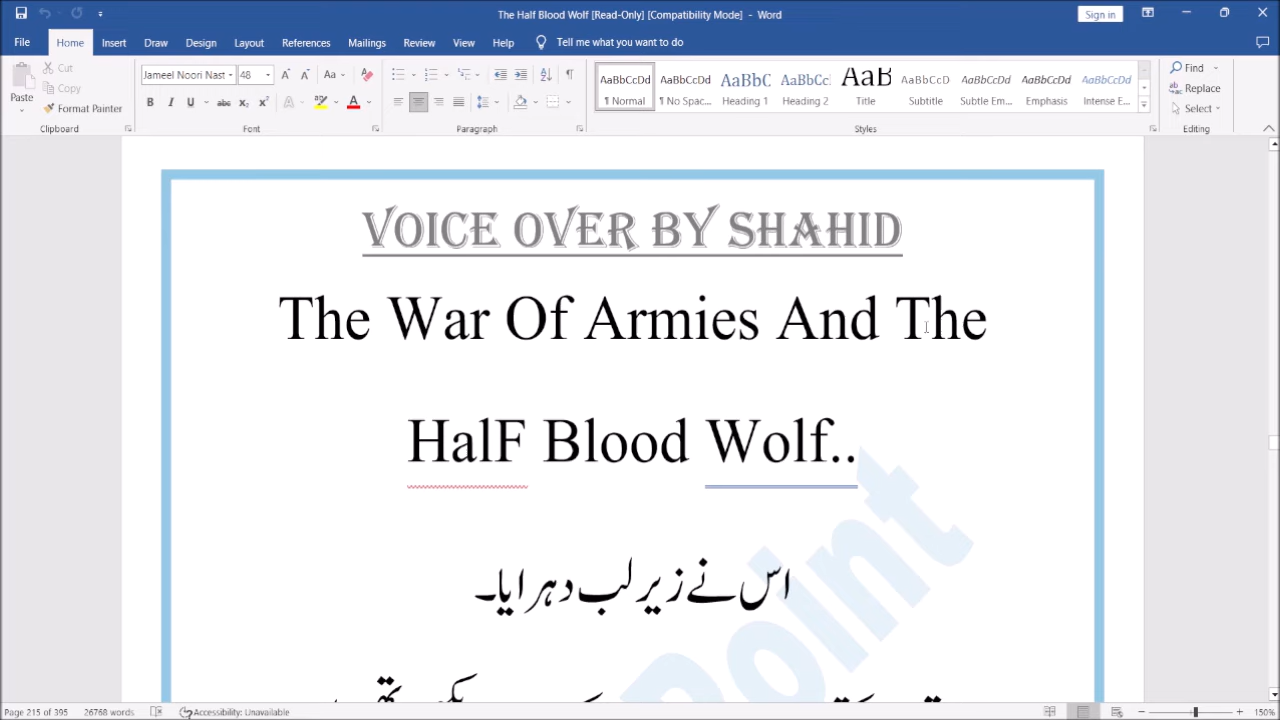 The Half Blood Wolf [Read-Only] [Compatibility Mode] - Word
Sign in
File Home Insert Draw Design Layout References Mailings Review View Help Tell me what you want to do
Paste
Cut
Copy
Format Painter
Clipboard
Jameel Noori Nast 48
Font
Paragraph
AaBbCcDd AaBbCcDd AaBbC AaBbCc AaB AaBbCcD AaBbCcDd AaBbCcDd AaBbCcDd
¶ Normal ¶ No Spac... Heading 1 Heading 2 Title Subtitle Subtle Em... Emphasis Intense E...
Styles
Find
Replace
Select
Editing
VOICE OVER BY SHAHID
The War Of Armies And The
HalF Blood Wolf..
اس نے زیر لب دہرایا۔
Point
Page 215 of 395 26768 words Accessibility: Unavailable 150%